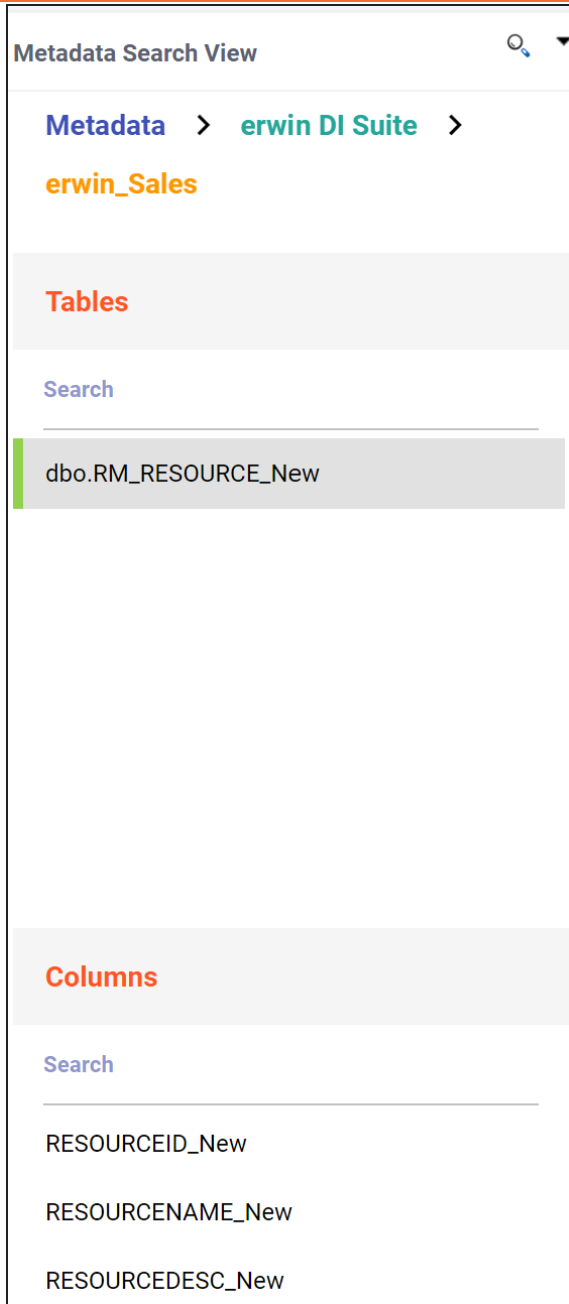 Metadata Search View
Metadata > erwin DI Suite >
erwin_Sales
Tables
Search
dbo.RM_RESOURCE_New
Columns
Search
RESOURCEID_New
RESOURCENAME_New
RESOURCEDESC_New